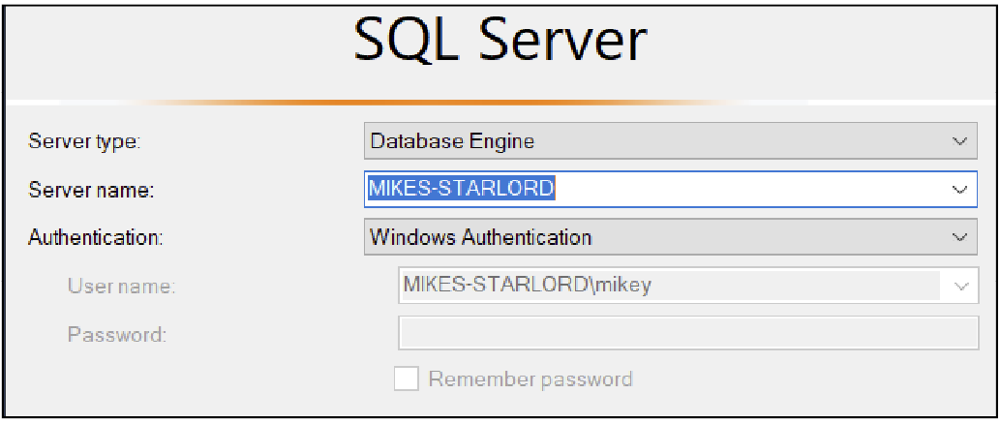 SQL Server
Server type: Database Engine
Server name: MIKES-STARLORD
Authentication: Windows Authentication
User name: MIKES-STARLORD\mikey
Password:
Remember password